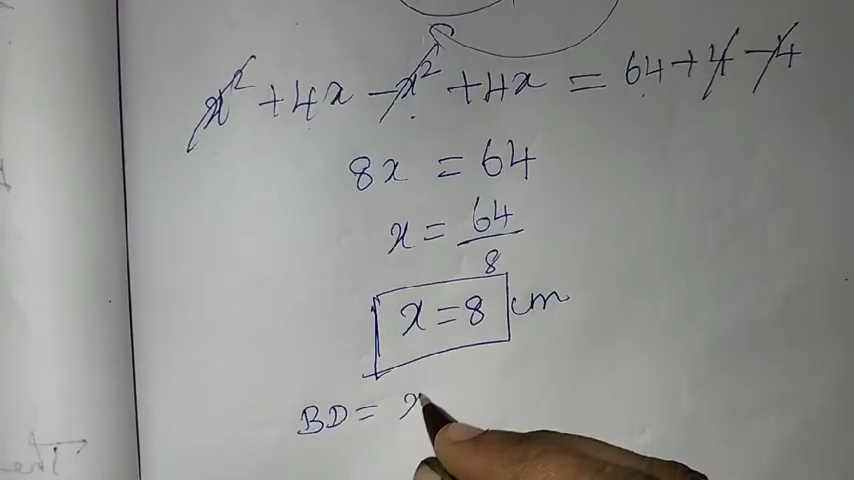 x² + 4x - x² + 4x = 64 + 4 - 4
8x = 64
x = 64/8
x = 8 cm
BD = x